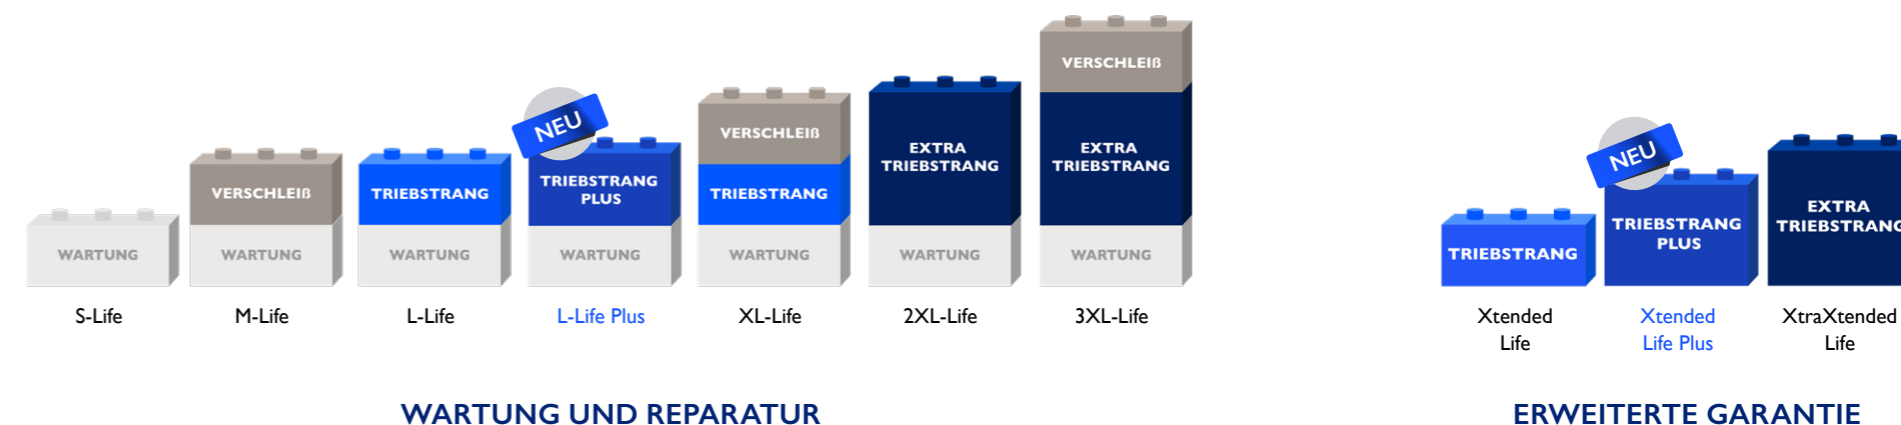 VERSCHLEIß
EXTRA
TRIEBSTRANG
WARTUNG
3XL-Life
EXTRA
TRIEBSTRANG
WARTUNG
2XL-Life
VERSCHLEIß
TRIEBSTRANG
WARTUNG
XL-Life
NEU
TRIEBSTRANG
PLUS
WARTUNG
L-Life Plus
TRIEBSTRANG
WARTUNG
L-Life
VERSCHLEIß
WARTUNG
M-Life
WARTUNG
S-Life
WARTUNG UND REPARATUR
TRIEBSTRANG
Xtended
Life
NEU
TRIEBSTRANG
PLUS
Xtended
Life Plus
EXTRA
TRIEBSTRANG
XtraXtended
Life
ERWEITERTE GARANTIE